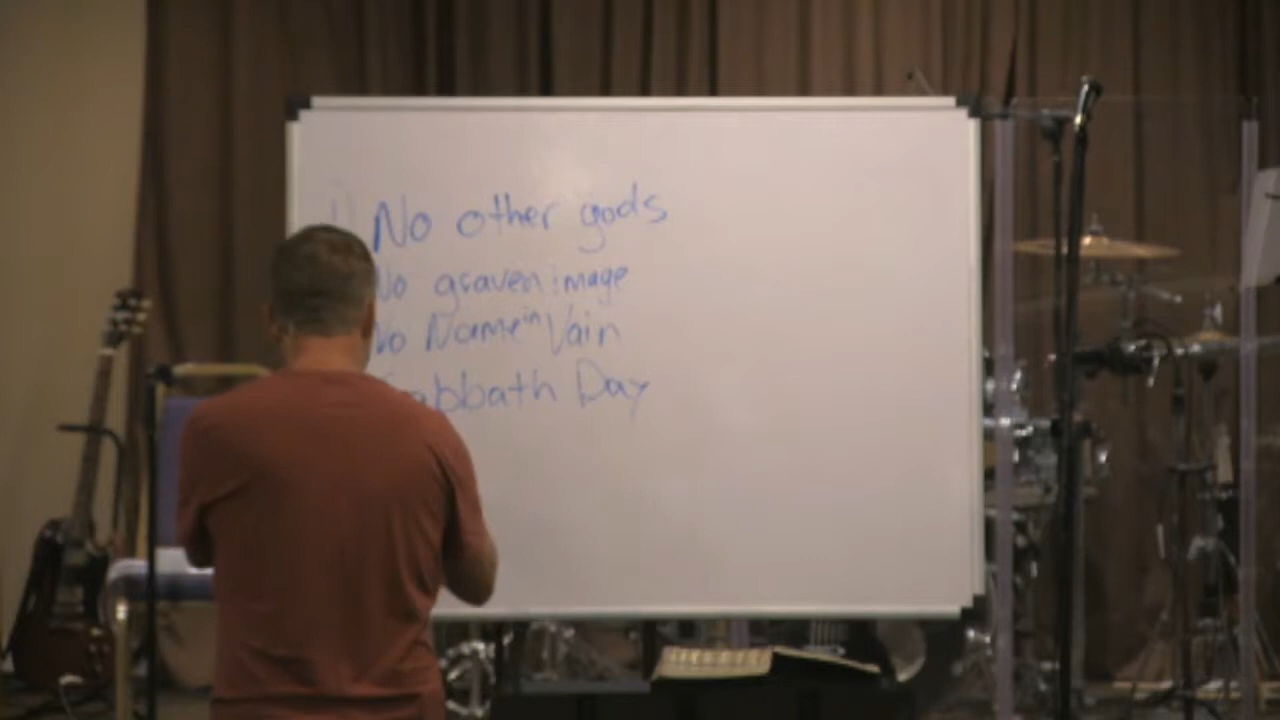 1) No other gods
No graven image
No Name in Vain
Sabbath Day